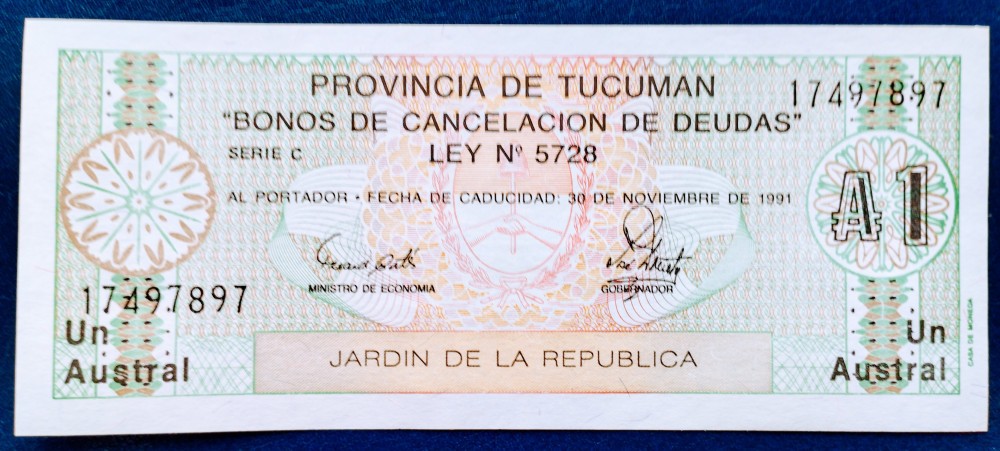 PROVINCIA DE TUCUMAN
17497897
"BONOS DE CANCELACION DE DEUDAS"
SERIE C
LEY Nº 5728
AL PORTADOR • FECHA DE CADUCIDAD: 30 DE NOVIEMBRE DE 1991
₳ 1
MINISTRO DE ECONOMIA
GOBERNADOR
17497897
Un
Austral
JARDIN DE LA REPUBLICA
Un
Austral
CASA DE MONEDA